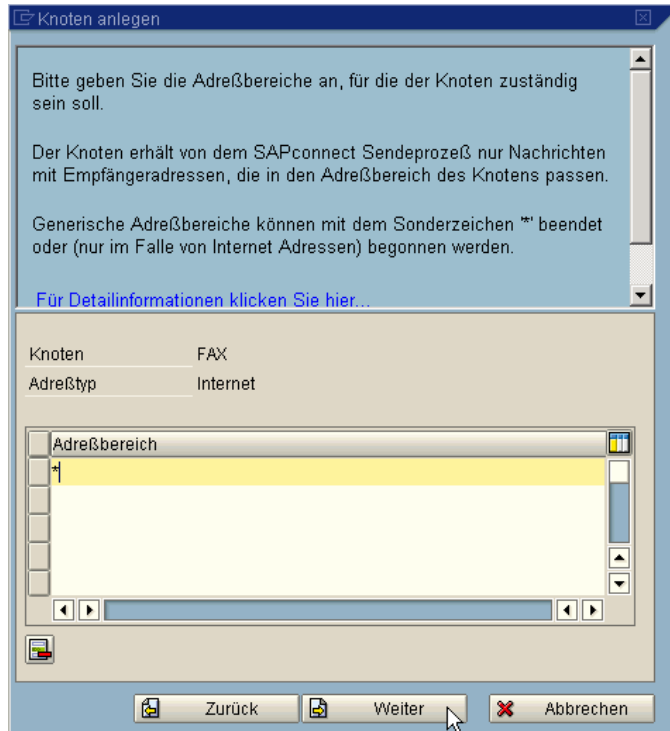 Knoten anlegen
Bitte geben Sie die Adreßbereiche an, für die der Knoten zuständig
sein soll.
Der Knoten erhält von dem SAPconnect Sendeprozeß nur Nachrichten
mit Empfängeradressen, die in den Adreßbereich des Knotens passen.
Generische Adreßbereiche können mit dem Sonderzeichen '*' beendet
oder (nur im Falle von Internet Adressen) begonnen werden.
Für Detailinformationen klicken Sie hier...
Knoten FAX
Adreßtyp Internet
Adreßbereich
*
Zurück Weiter Abbrechen